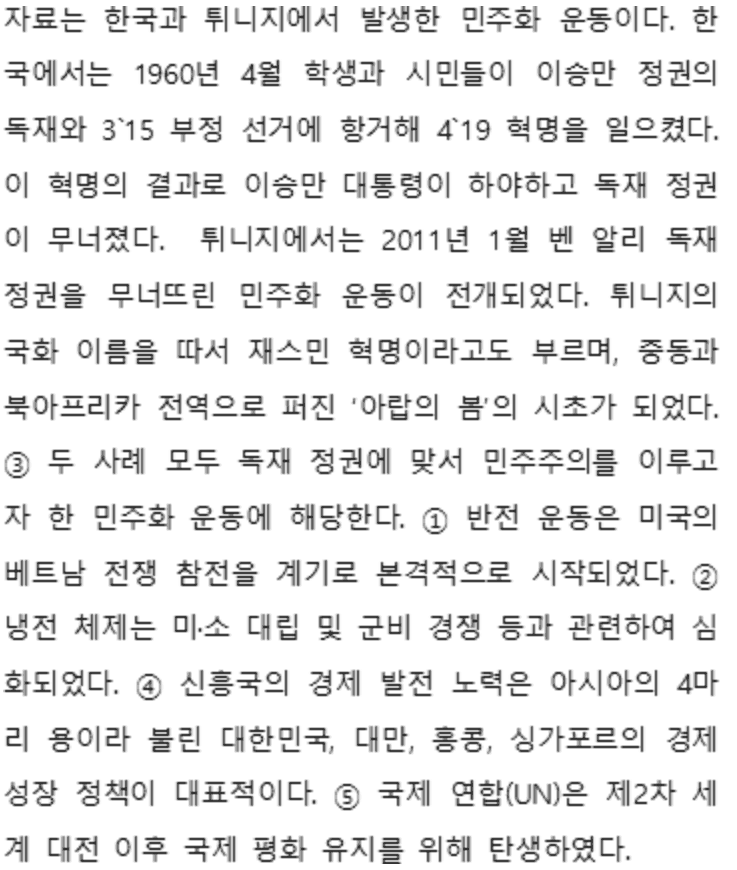 자료는 한국과 튀니지에서 발생한 민주화 운동이다. 한
국에서는 1960년 4월 학생과 시민들이 이승만 정권의
독재와 3`15 부정 선거에 항거해 4`19 혁명을 일으켰다.
이 혁명의 결과로 이승만 대통령이 하야하고 독재 정권
이 무너졌다. 튀니지에서는 2011년 1월 벤 알리 독재
정권을 무너뜨린 민주화 운동이 전개되었다. 튀니지의
국화 이름을 따서 재스민 혁명이라고도 부르며, 중동과
북아프리카 전역으로 퍼진 ‘아랍의 봄’의 시초가 되었다.
③ 두 사례 모두 독재 정권에 맞서 민주주의를 이루고
자 한 민주화 운동에 해당한다. ① 반전 운동은 미국의
베트남 전쟁 참전을 계기로 본격적으로 시작되었다. ②
냉전 체제는 미·소 대립 및 군비 경쟁 등과 관련하여 심
화되었다. ④ 신흥국의 경제 발전 노력은 아시아의 4마
리 용이라 불린 대한민국, 대만, 홍콩, 싱가포르의 경제
성장 정책이 대표적이다. ⑤ 국제 연합(UN)은 제2차 세
계 대전 이후 국제 평화 유지를 위해 탄생하였다.